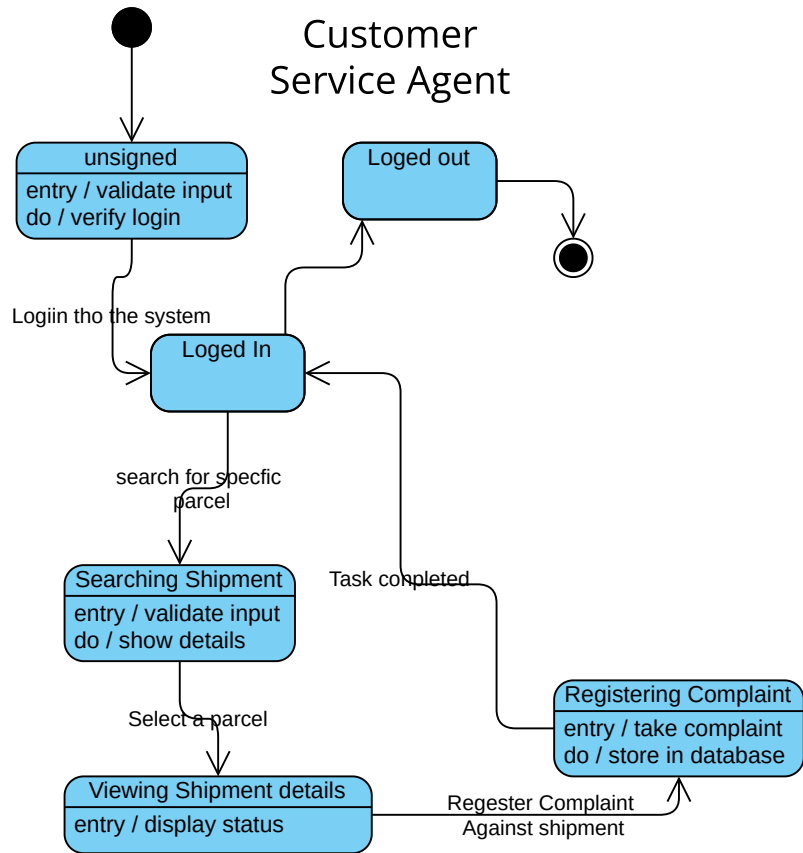 Customer
Service Agent
unsigned
entry / validate input
do / verify login
Loged out
Logiin tho the system
Loged In
search for specfic
parcel
Searching Shipment
entry / validate input
do / show details
Task completed
Select a parcel
Registering Complaint
entry / take complaint
do / store in database
Viewing Shipment details
entry / display status
Regester Complaint
Against shipment